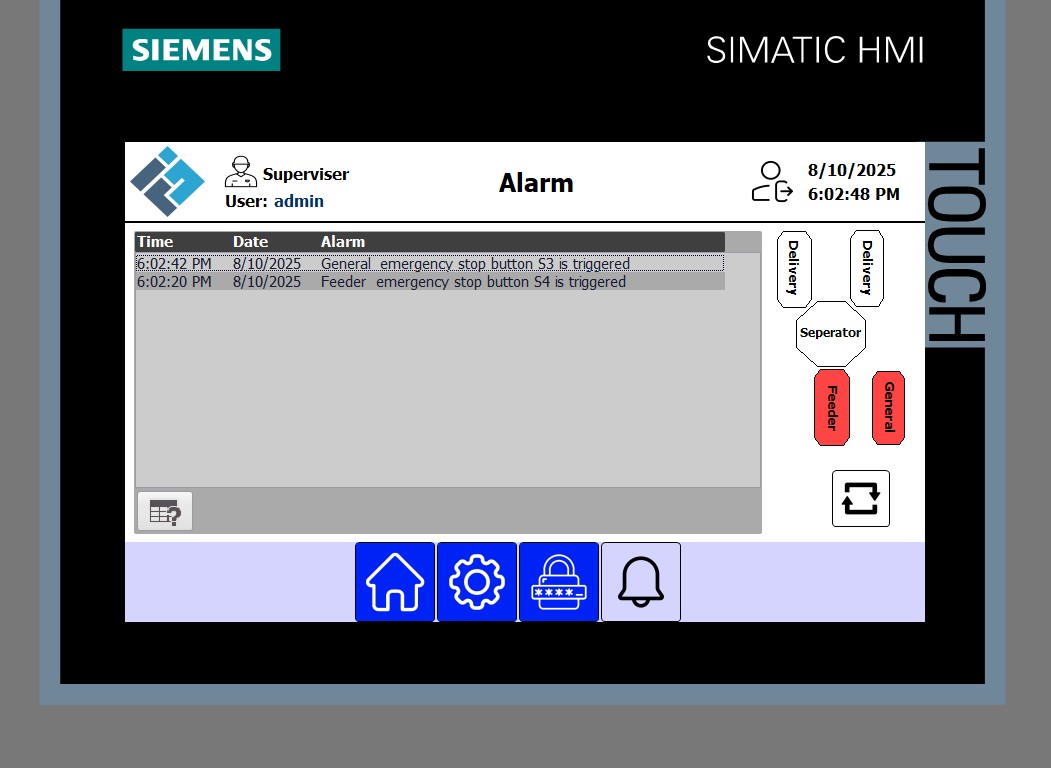 SIEMENS
SIMATIC HMI
TOUCH
Superviser
User: admin
Alarm
8/10/2025
6:02:48 PM
Time Date Alarm
6:02:42 PM 8/10/2025 General emergency stop button S3 is triggered
6:02:20 PM 8/10/2025 Feeder emergency stop button S4 is triggered
Delivery
Delivery
Seperator
Feeder
General
?
****_